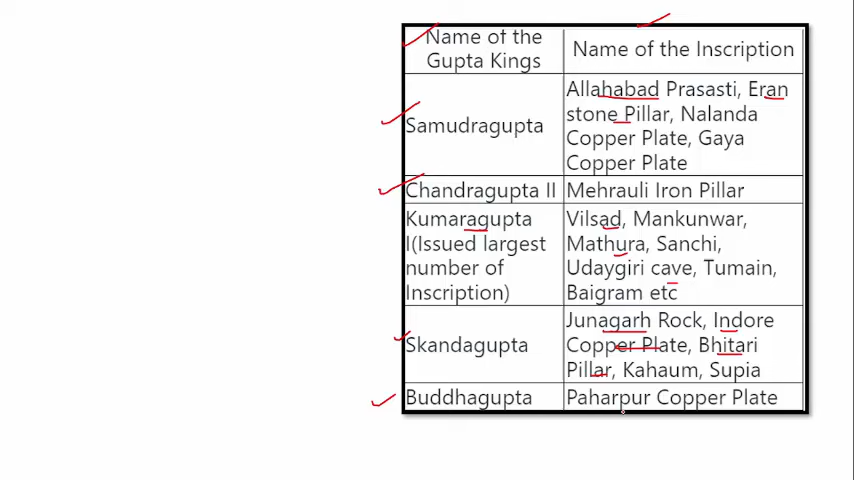 Name of the
Gupta Kings
Name of the Inscription
Samudragupta
Allahabad Prasasti, Eran
stone Pillar, Nalanda
Copper Plate, Gaya
Copper Plate
Chandragupta II
Mehrauli Iron Pillar
Kumaragupta
I(Issued largest
number of
Inscription)
Vilsad, Mankunwar,
Mathura, Sanchi,
Udaygiri cave, Tumain,
Baigram etc
Skandagupta
Junagarh Rock, Indore
Copper Plate, Bhitari
Pillar, Kahaum, Supia
Buddhagupta
Paharpur Copper Plate